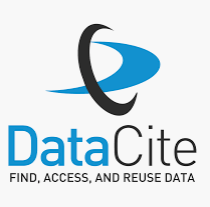 DataCite
FIND, ACCESS, AND REUSE DATA